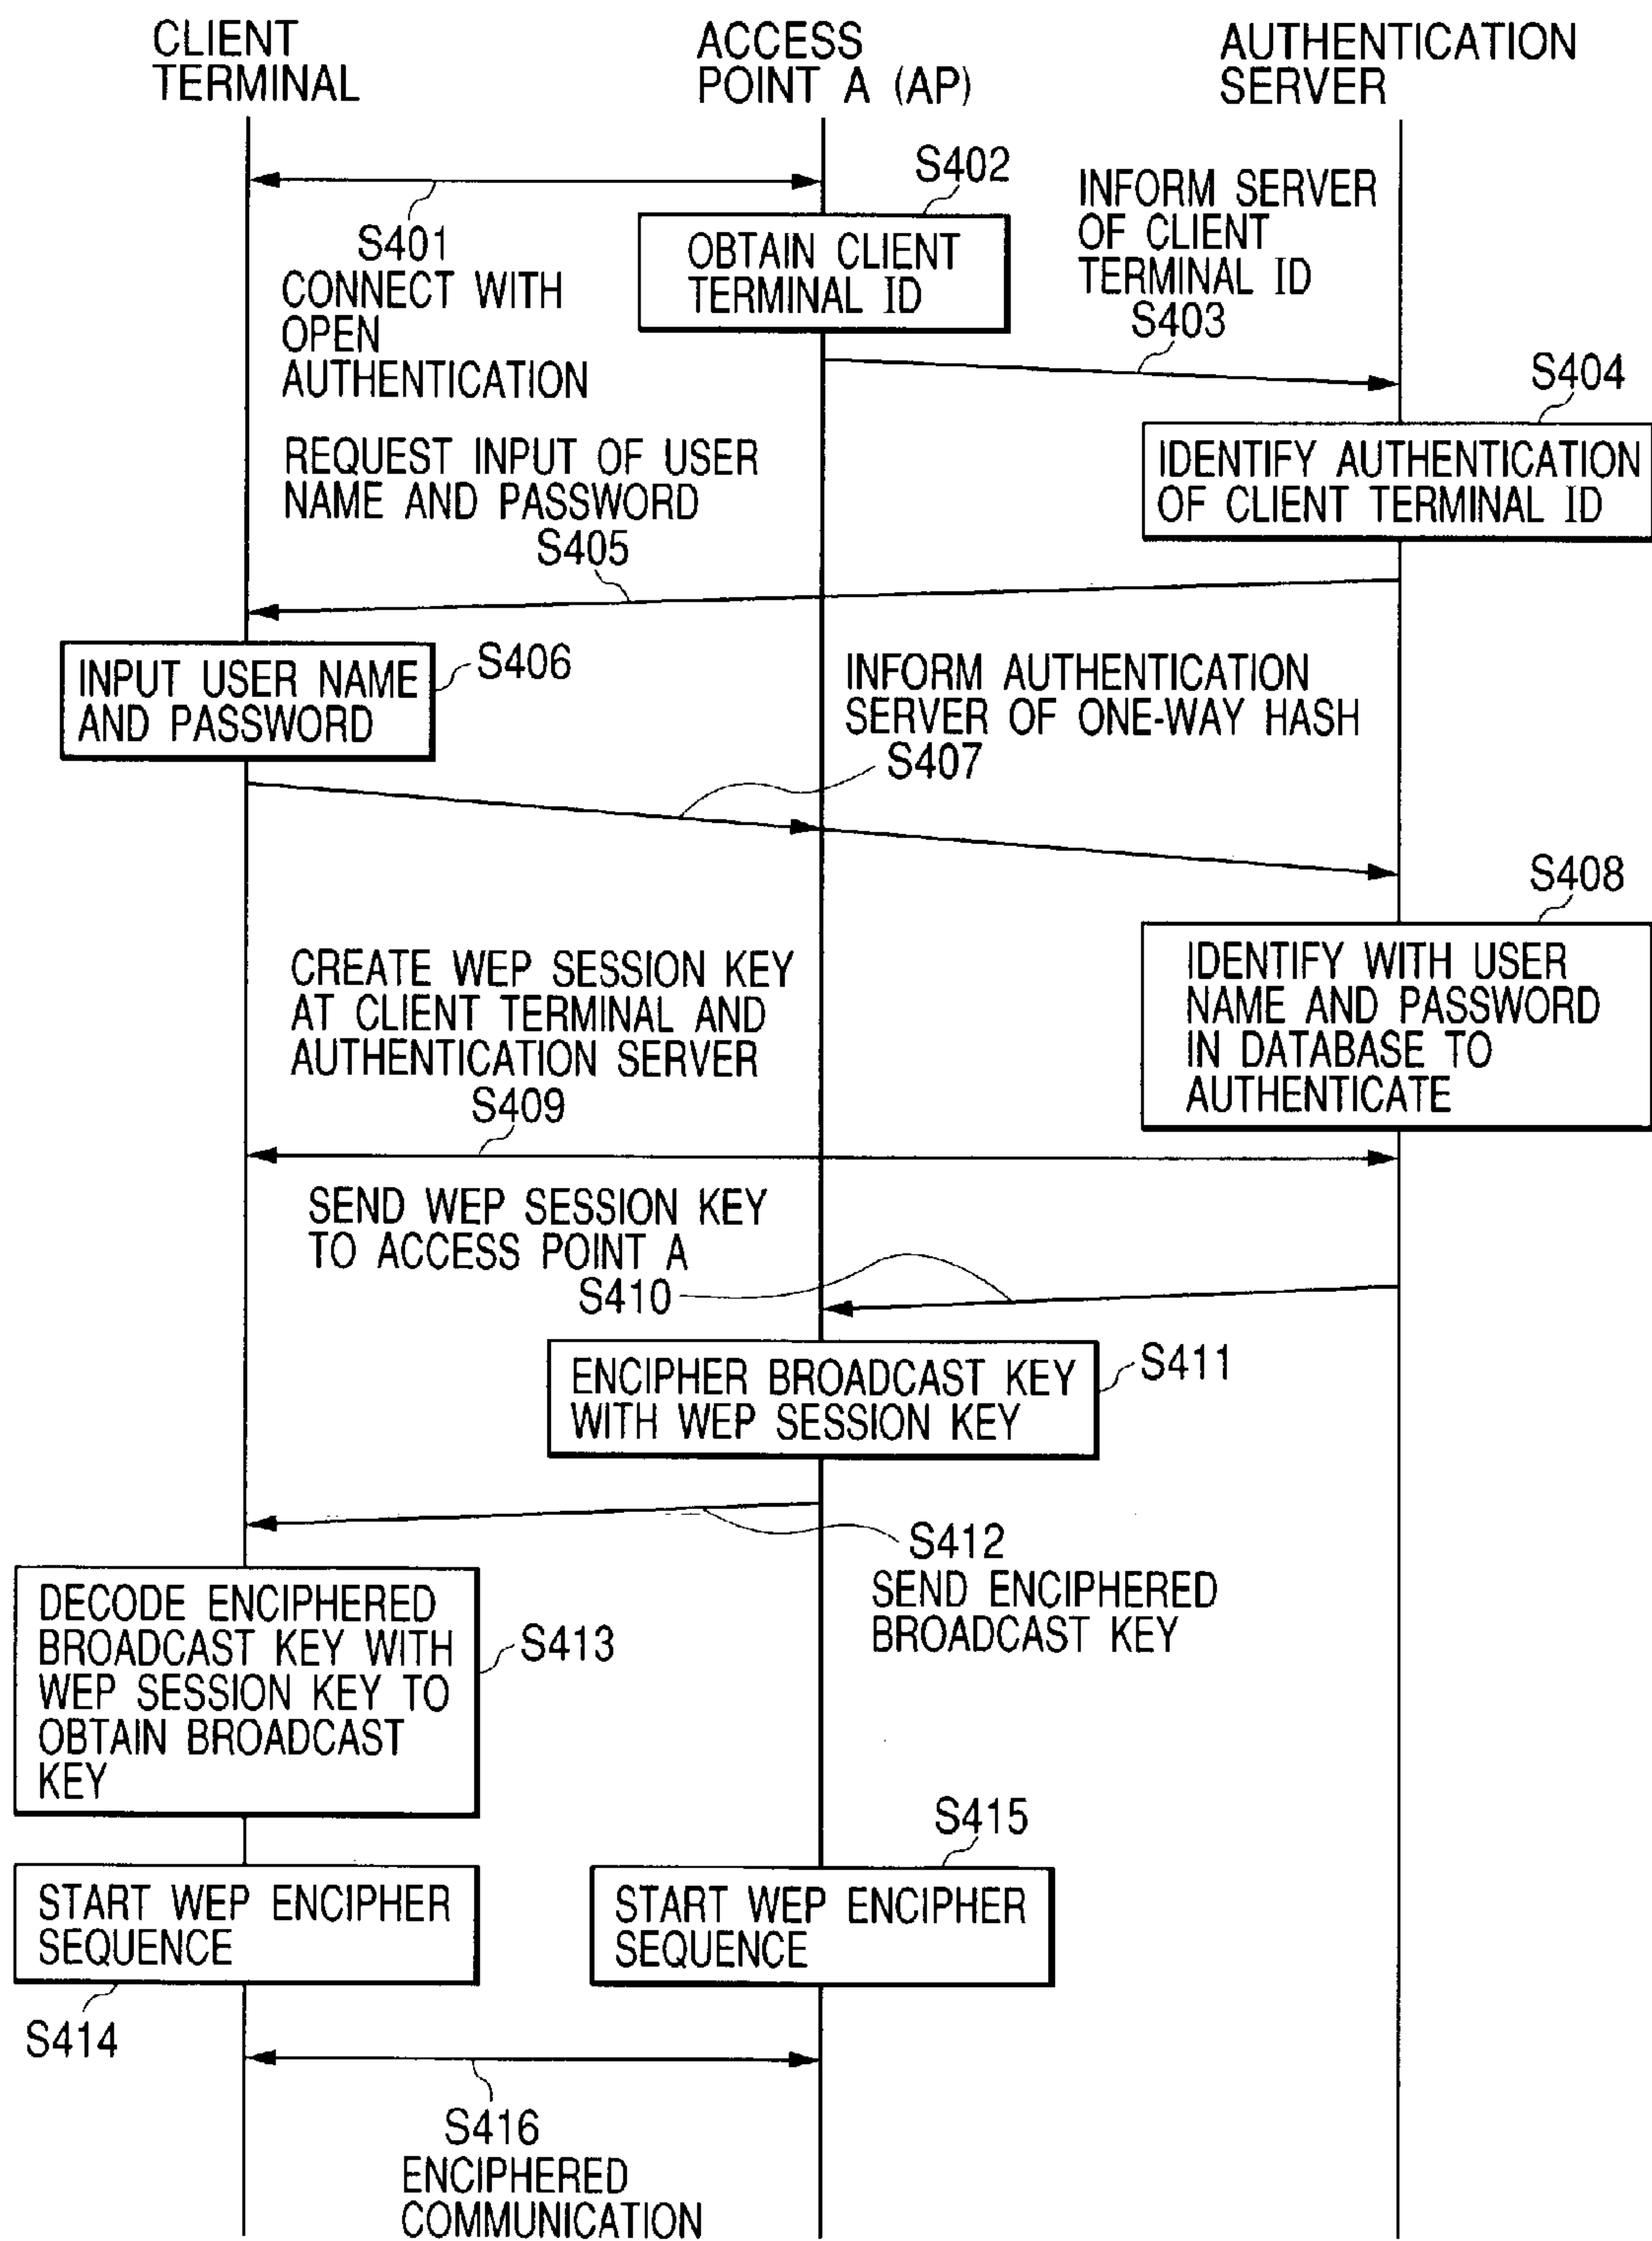 CLIENT
TERMINAL
ACCESS
POINT A (AP)
AUTHENTICATION
SERVER
S401
CONNECT WITH
OPEN
AUTHENTICATION
S402
OBTAIN CLIENT
TERMINAL ID
INFORM SERVER
OF CLIENT
TERMINAL ID
S403
S404
IDENTIFY AUTHENTICATION
OF CLIENT TERMINAL ID
REQUEST INPUT OF USER
NAME AND PASSWORD
S405
INPUT USER NAME
AND PASSWORD
S406
INFORM AUTHENTICATION
SERVER OF ONE-WAY HASH
S407
S408
IDENTIFY WITH USER
NAME AND PASSWORD
IN DATABASE TO
AUTHENTICATE
CREATE WEP SESSION KEY
AT CLIENT TERMINAL AND
AUTHENTICATION SERVER
S409
SEND WEP SESSION KEY
TO ACCESS POINT A
S410
ENCIPHER BROADCAST KEY
WITH WEP SESSION KEY
S411
S412
SEND ENCIPHERED
BROADCAST KEY
DECODE ENCIPHERED
BROADCAST KEY WITH
WEP SESSION KEY TO
OBTAIN BROADCAST
KEY
S413
S415
START WEP ENCIPHER
SEQUENCE
START WEP ENCIPHER
SEQUENCE
S414
S416
ENCIPHERED
COMMUNICATION